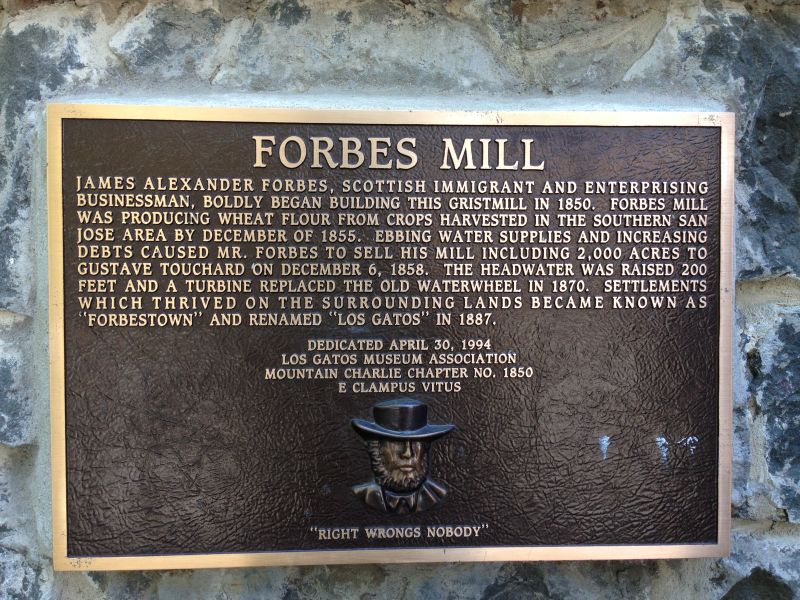 FORBES MILL
JAMES ALEXANDER FORBES, SCOTTISH IMMIGRANT AND ENTERPRISING
BUSINESSMAN, BOLDLY BEGAN BUILDING THIS GRISTMILL IN 1850. FORBES MILL
WAS PRODUCING WHEAT FLOUR FROM CROPS HARVESTED IN THE SOUTHERN SAN
JOSE AREA BY DECEMBER OF 1855. EBBING WATER SUPPLIES AND INCREASING
DEBTS CAUSED MR. FORBES TO SELL HIS MILL INCLUDING 2,000 ACRES TO
GUSTAVE TOUCHARD ON DECEMBER 6, 1858. THE HEADWATER WAS RAISED 200
FEET AND A TURBINE REPLACED THE OLD WATERWHEEL IN 1870. SETTLEMENTS
WHICH THRIVED ON THE SURROUNDING LANDS BECAME KNOWN AS
"FORBESTOWN" AND RENAMED "LOS GATOS" IN 1887.
DEDICATED APRIL 30, 1994
LOS GATOS MUSEUM ASSOCIATION
MOUNTAIN CHARLIE CHAPTER NO. 1850
E CLAMPUS VITUS
"RIGHT WRONGS NOBODY"